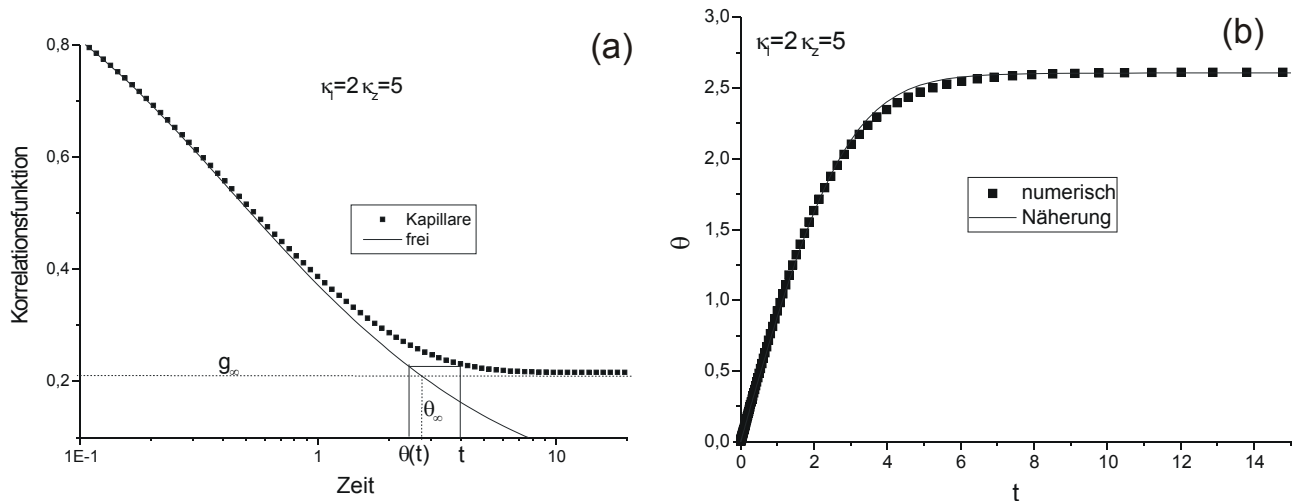 (a)
κl=2 κz=5
Korrelationsfunktion
0,8
0,6
0,4
0,2
Kapillare
frei
g∞
θ∞
1E-1
1
θ(t)
t
10
Zeit
(b)
κl=2 κz=5
θ
3,0
2,5
2,0
1,5
1,0
0,5
0,0
numerisch
Näherung
0
2
4
6
8
10
12
14
t